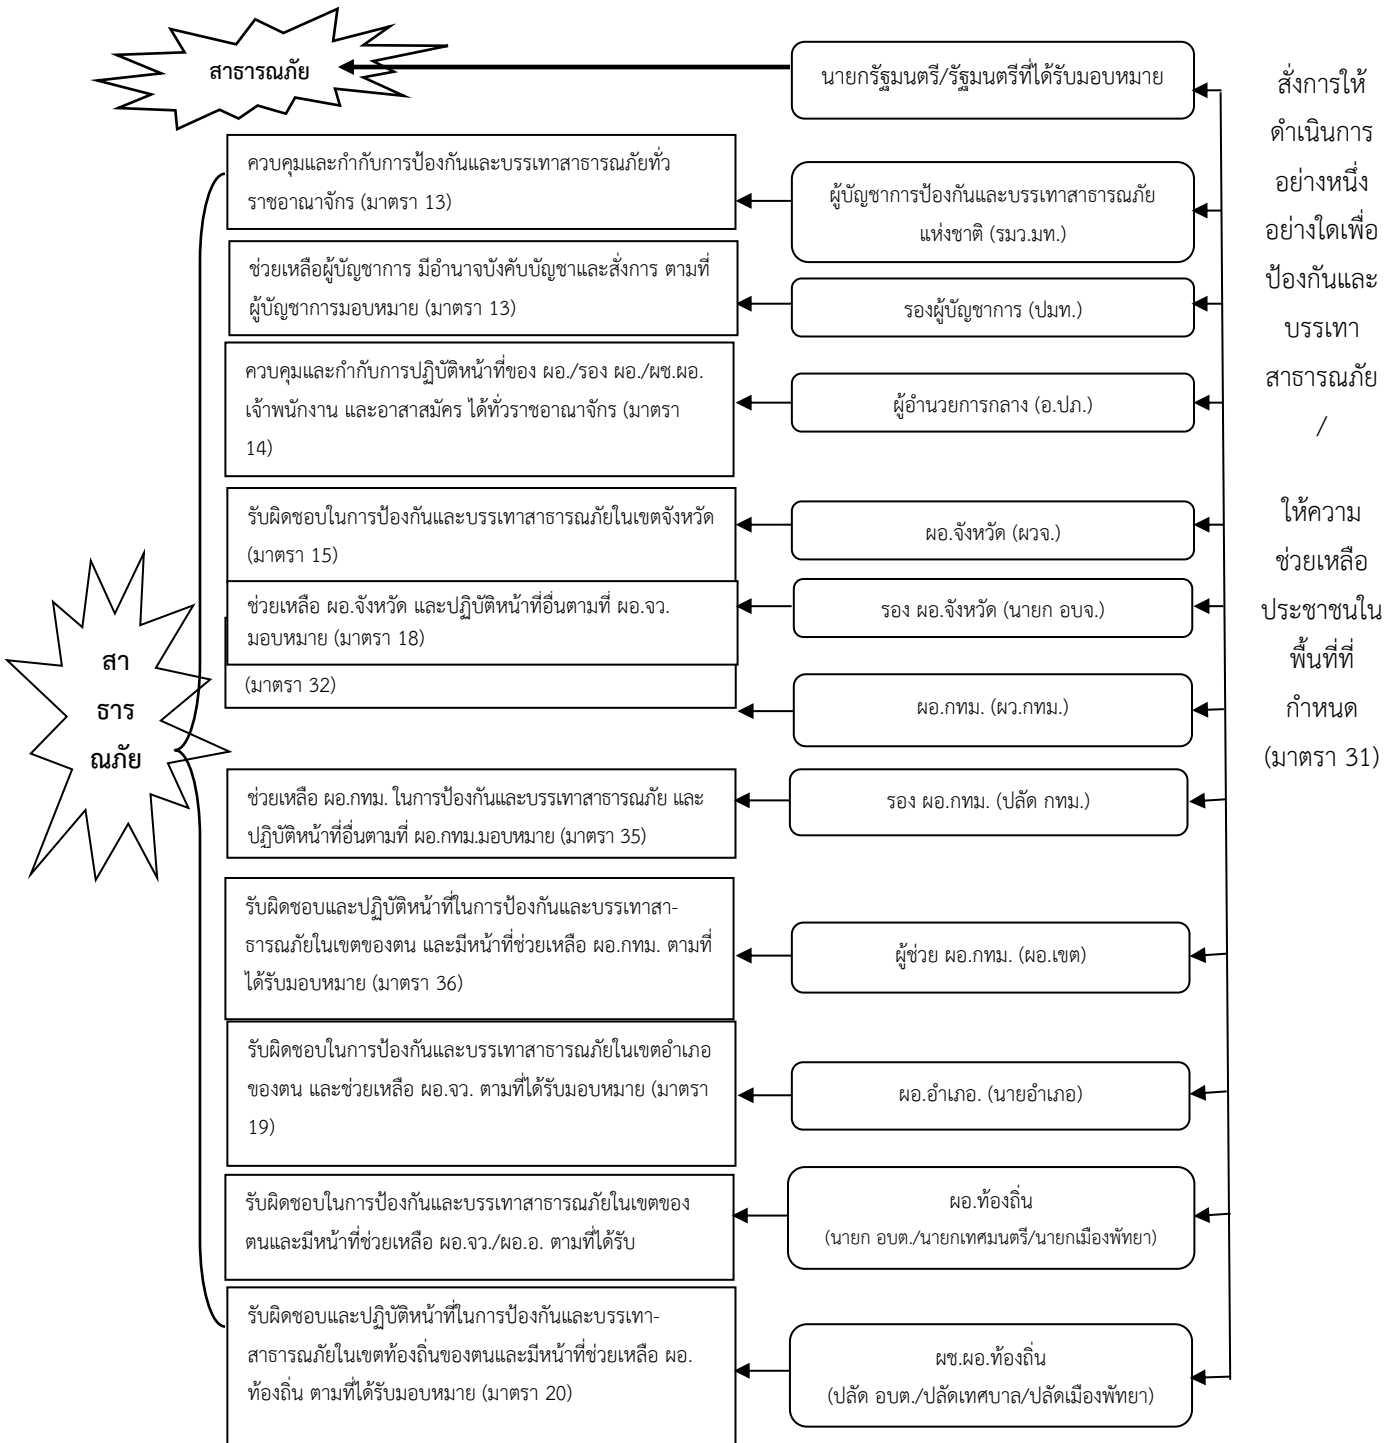 สาธารณภัย
นายกรัฐมนตรี/รัฐมนตรีที่ได้รับมอบหมาย
สั่งการให้
ดำเนินการ
อย่างหนึ่ง
อย่างใดเพื่อ
ป้องกันและ
บรรเทา
สาธารณภัย
/
ให้ความ
ช่วยเหลือ
ประชาชนใน
พื้นที่ที่
กำหนด
(มาตรา 31)
ควบคุมและกำกับการป้องกันและบรรเทาสาธารณภัยทั่ว
ราชอาณาจักร (มาตรา 13)
ผู้บัญชาการป้องกันและบรรเทาสาธารณภัย
แห่งชาติ (รมว.มท.)
ช่วยเหลือผู้บัญชาการ มีอำนาจบังคับบัญชาและสั่งการ ตามที่
ผู้บัญชาการมอบหมาย (มาตรา 13)
รองผู้บัญชาการ (ปมท.)
ควบคุมและกำกับการปฏิบัติหน้าที่ของ ผอ./รอง ผอ./ผช.ผอ.
เจ้าพนักงาน และอาสาสมัคร ได้ทั่วราชอาณาจักร (มาตรา
14)
ผู้อำนวยการกลาง (อ.ปภ.)
รับผิดชอบในการป้องกันและบรรเทาสาธารณภัยในเขตจังหวัด
(มาตรา 15)
ผอ.จังหวัด (ผวจ.)
ช่วยเหลือ ผอ.จังหวัด และปฏิบัติหน้าที่อื่นตามที่ ผอ.จว.
มอบหมาย (มาตรา 18)
รอง ผอ.จังหวัด (นายก อบจ.)
(มาตรา 32)
ผอ.กทม. (ผว.กทม.)
สา
ธาร
ณภัย
ช่วยเหลือ ผอ.กทม. ในการป้องกันและบรรเทาสาธารณภัย และ
ปฏิบัติหน้าที่อื่นตามที่ ผอ.กทม.มอบหมาย (มาตรา 35)
รอง ผอ.กทม. (ปลัด กทม.)
รับผิดชอบและปฏิบัติหน้าที่ในการป้องกันและบรรเทาสา-
ธารณภัยในเขตของตน และมีหน้าที่ช่วยเหลือ ผอ.กทม. ตามที่
ได้รับมอบหมาย (มาตรา 36)
ผู้ช่วย ผอ.กทม. (ผอ.เขต)
รับผิดชอบในการป้องกันและบรรเทาสาธารณภัยในเขตอำเภอ
ของตน และช่วยเหลือ ผอ.จว. ตามที่ได้รับมอบหมาย (มาตรา
19)
ผอ.อำเภอ. (นายอำเภอ)
รับผิดชอบในการป้องกันและบรรเทาสาธารณภัยในเขตของ
ตนและมีหน้าที่ช่วยเหลือ ผอ.จว./ผอ.อ. ตามที่ได้รับ
ผอ.ท้องถิ่น
(นายก อบต./นายกเทศมนตรี/นายกเมืองพัทยา)
รับผิดชอบและปฏิบัติหน้าที่ในการป้องกันและบรรเทา-
สาธารณภัยในเขตท้องถิ่นของตนและมีหน้าที่ช่วยเหลือ ผอ.
ท้องถิ่น ตามที่ได้รับมอบหมาย (มาตรา 20)
ผช.ผอ.ท้องถิ่น
(ปลัด อบต./ปลัดเทศบาล/ปลัดเมืองพัทยา)